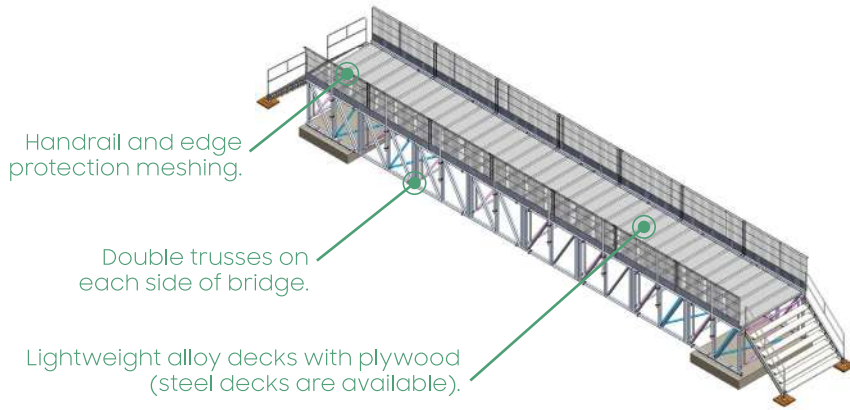 Handrail and edge
protection meshing.
Double trusses on
each side of bridge.
Lightweight alloy decks with plywood
(steel decks are available).